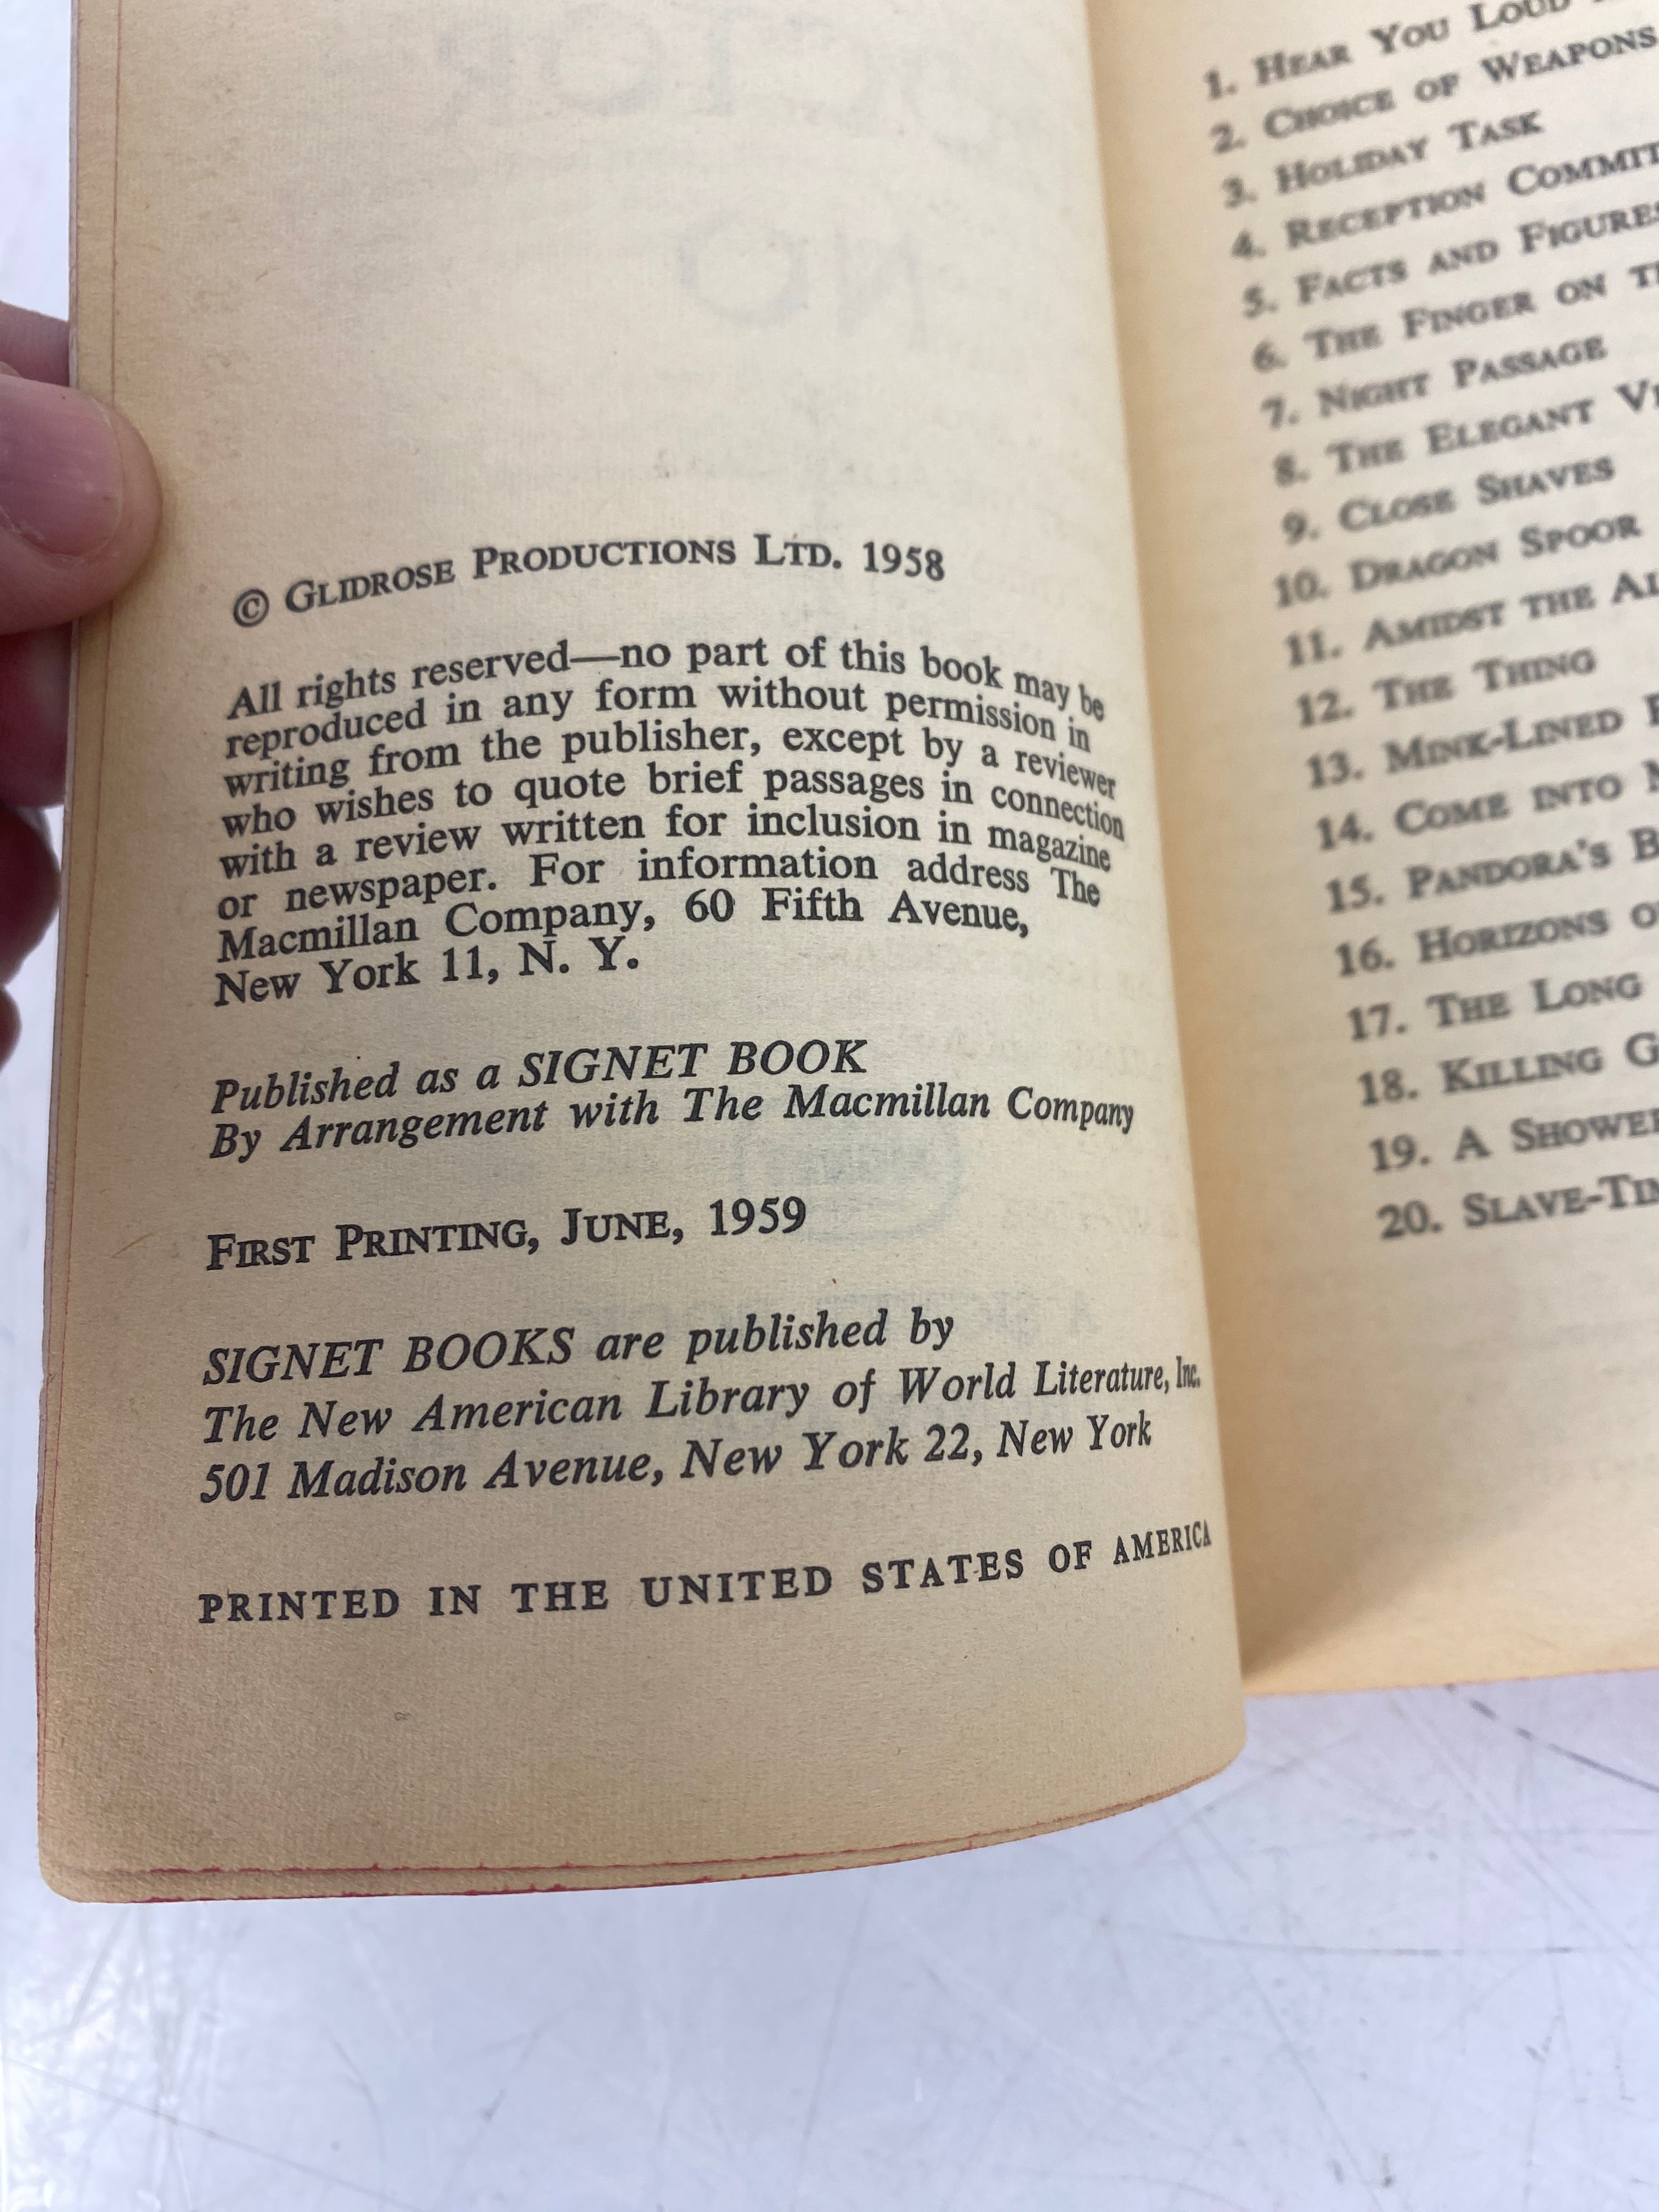 © GLIDROSE PRODUCTIONS LTD. 1958
All rights reserved—no part of this book may be
reproduced in any form without permission in
writing from the publisher, except by a reviewer
who wishes to quote brief passages in connection
with a review written for inclusion in magazine
or newspaper. For information address The
Macmillan Company, 60 Fifth Avenue,
New York 11, N. Y.
Published as a SIGNET BOOK
By Arrangement with The Macmillan Company
FIRST PRINTING, JUNE, 1959
SIGNET BOOKS are published by
The New American Library of World Literature, Inc.
501 Madison Avenue, New York 22, New York
PRINTED IN THE UNITED STATES OF AMERICA
1. HEAR YOU LOUD
2. CHOICE OF WEAPONS
3. HOLIDAY TASK
4. RECEPTION
5. FACTS AND FIGURES
6. THE FINGER ON
7. NIGHT PASSAGE
8. THE ELEGANT
9. CLOSE SHAVES
10. DRAGON SPOOR
11. AMIDST THE
12. THE THING
13. MINK-LINED
14. COME INTO
15. PANDORA'S
16. HORIZONS
17. THE LONG
18. KILLING
19. A
20.